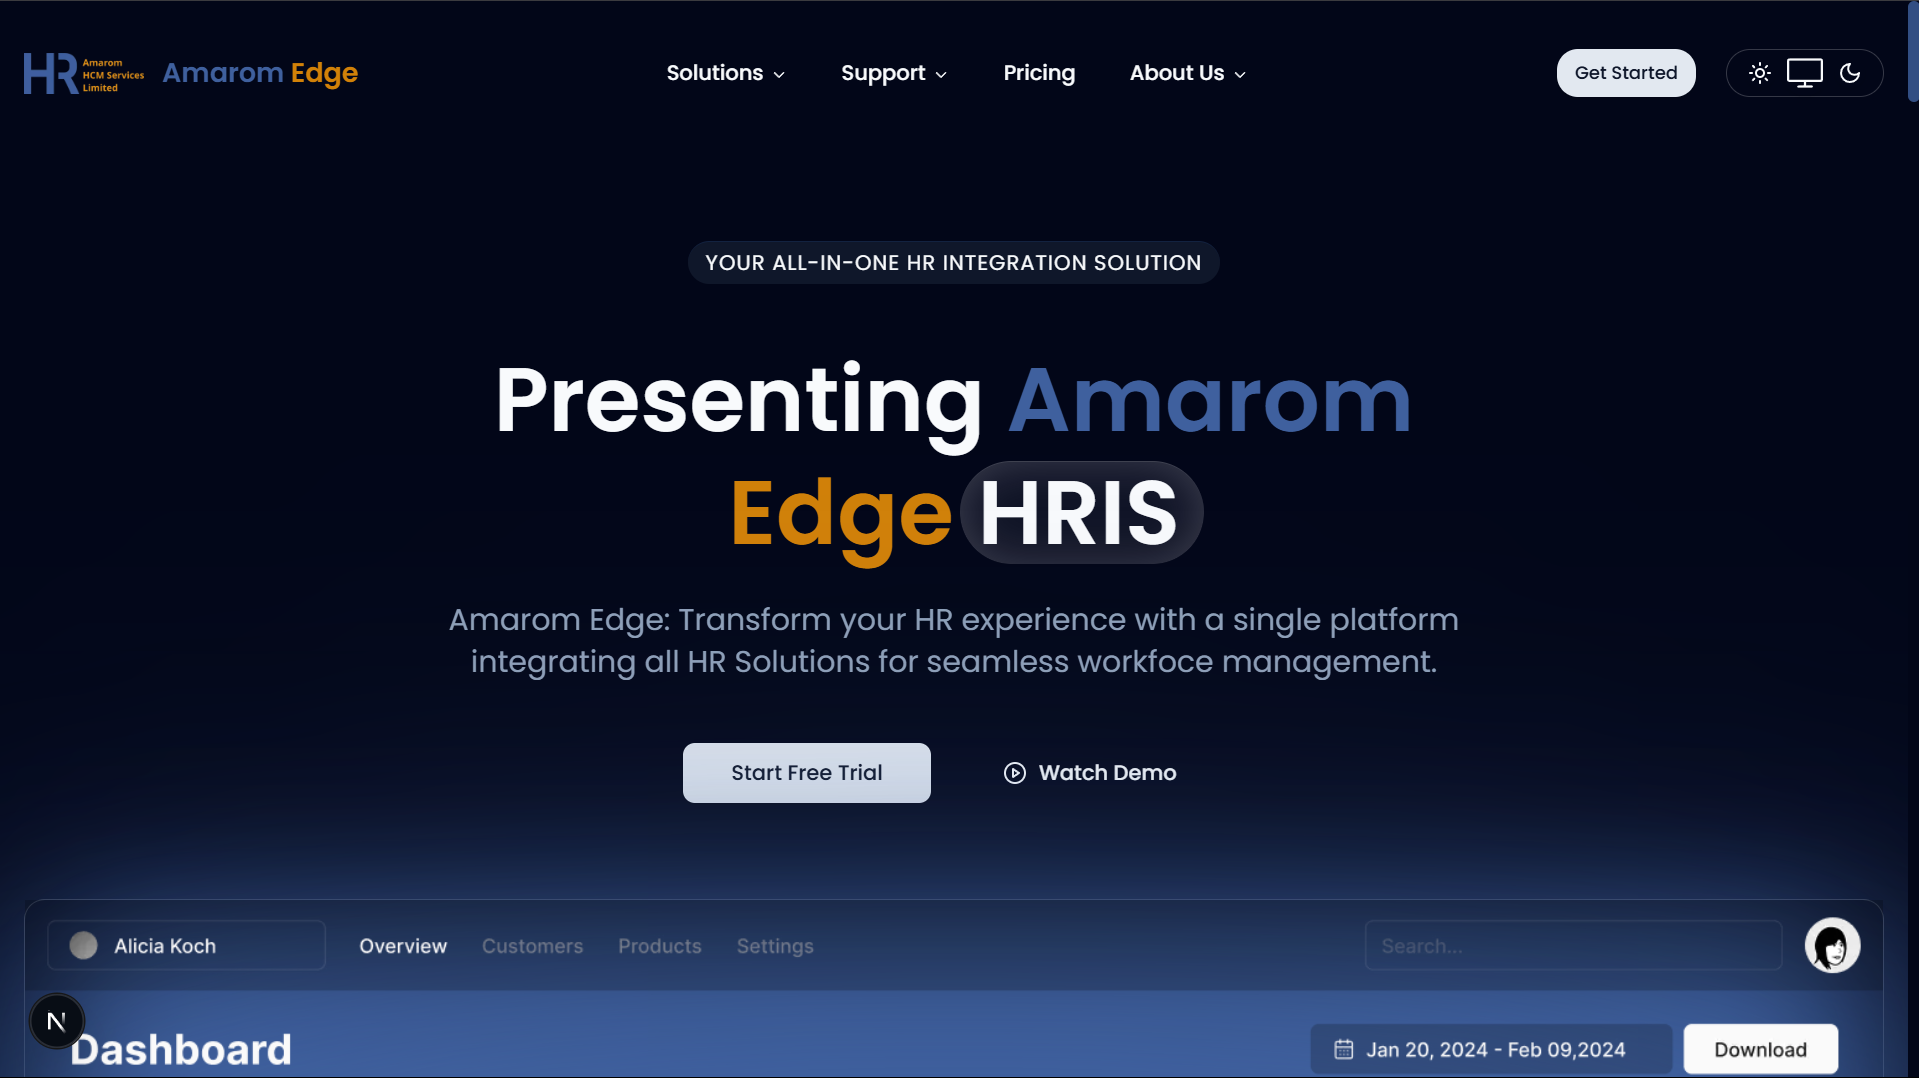 HR Amarom
HCM Services
Limited
Amarom Edge
Solutions
Support
Pricing
About Us
Get Started
YOUR ALL-IN-ONE HR INTEGRATION SOLUTION
Presenting Amarom
Edge HRIS
Amarom Edge: Transform your HR experience with a single platform
integrating all HR Solutions for seamless workfoce management.
Start Free Trial
Watch Demo
Alicia Koch
Overview
Customers
Products
Settings
Search...
N
Dashboard
Jan 20, 2024 - Feb 09,2024
Download